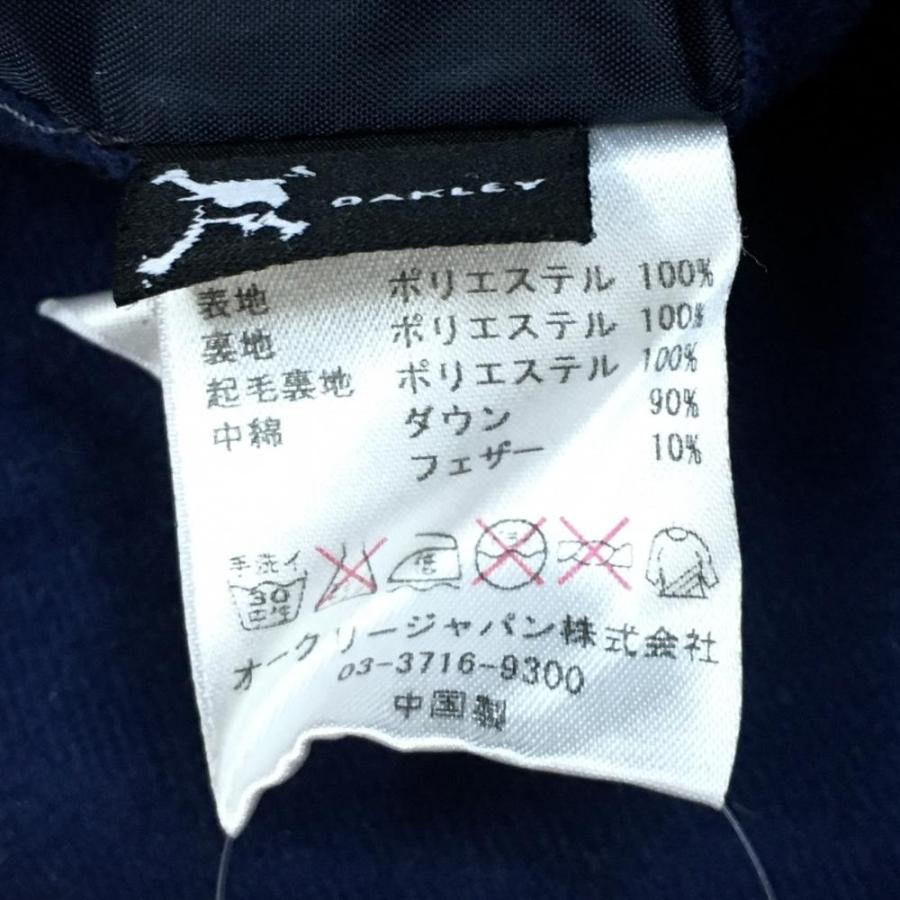 OAKLEY
表地 ポリエステル 100%
裏地 ポリエステル 100%
起毛裏地 ポリエステル 100%
中綿 ダウン 90%
フェザー 10%
手洗イ
30
中性
低
オークリージャパン株式会社
03-3716-9300
中国製